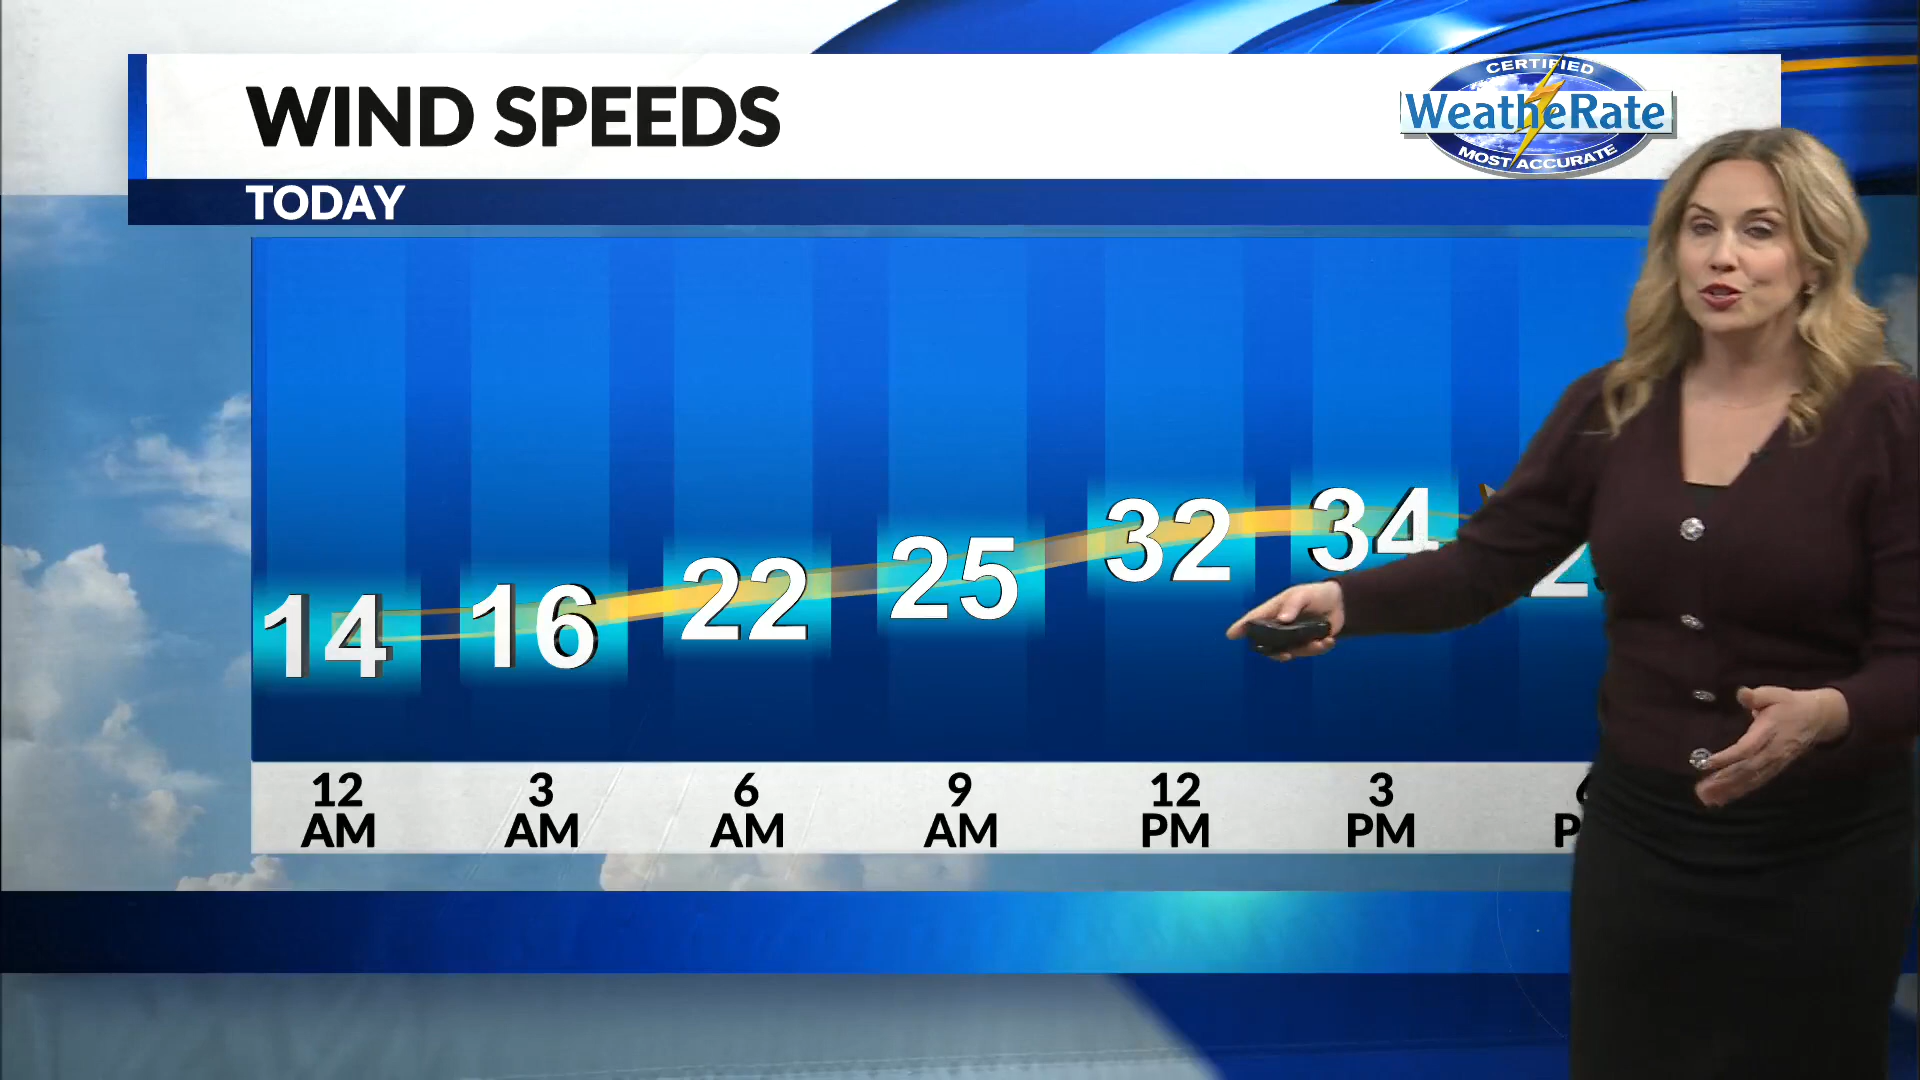 WIND SPEEDS
CERTIFIED
WeatheRate
MOST ACCURATE
TODAY
14 16 22 25 32 34
12 AM
3 AM
6 AM
9 AM
12 PM
3 PM